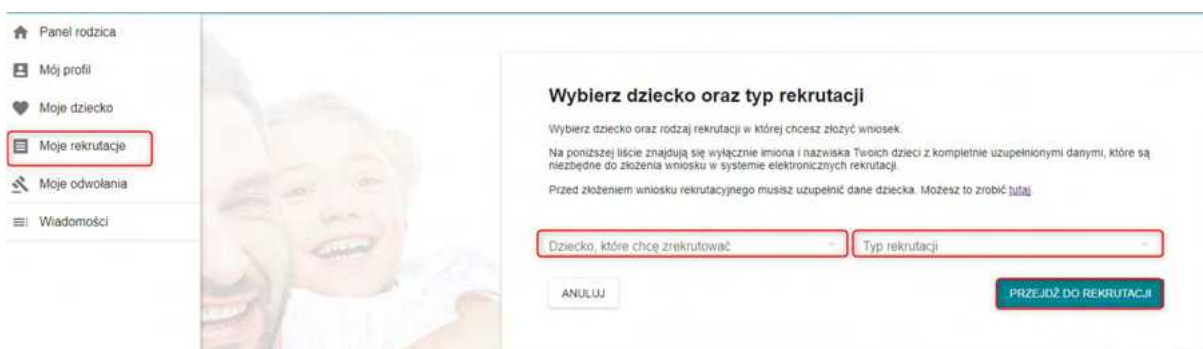 Panel rodzica
Mój profil
Moje dziecko
Moje rekrutacje
Moje odwołania
Wiadomości
Wybierz dziecko oraz typ rekrutacji
Wybierz dziecko oraz rodzaj rekrutacji w której chcesz złożyć wniosek.
Na poniższej liście znajdują się wyłącznie imiona i nazwiska Twoich dzieci z kompletnie uzupełnionymi danymi, które są
niezbędne do złożenia wniosku w systemie elektronicznych rekrutacji.
Przed złożeniem wniosku rekrutacyjnego musisz uzupełnić dane dziecka. Możesz to zrobić tutaj.
Dziecko, które chcę zrekrutować
Typ rekrutacji
ANULUJ
PRZEJDŹ DO REKRUTACJI